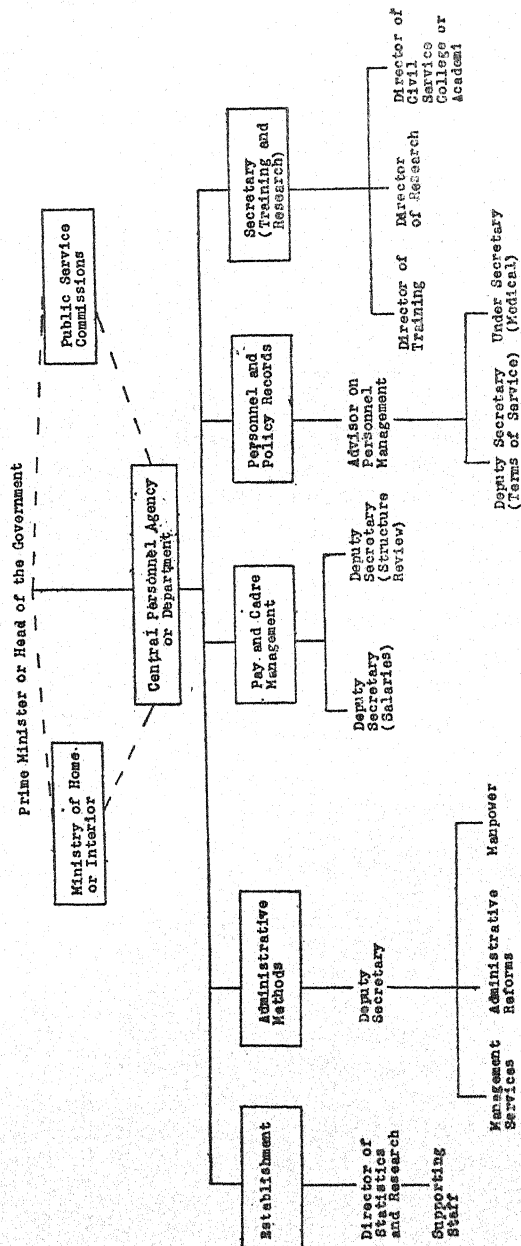 Prime Minister or Head of the Government
Ministry of Home.
or Interior
Public Service
Commissions
Central Personnel Agency
or Department
Establishment
Administrative
Methods
Pay and Cadre
Management
Personnel and
Policy Records
Secretary
(Training and
Research)
Director of
Statistics
and Research
Supporting
Staff
Deputy
Secretary
Management
Services
Administrative
Reforms
Manpower
Deputy
Secretary
(Salaries)
Deputy
Secretary
(Structure
Review)
Advisor on
Personnel
Management
Deputy Secretary
(Terms of Service)
Under Secretary
(Medical)
Director of
Training
Director
of Research
Director of
Civil
Service
College or
Academi